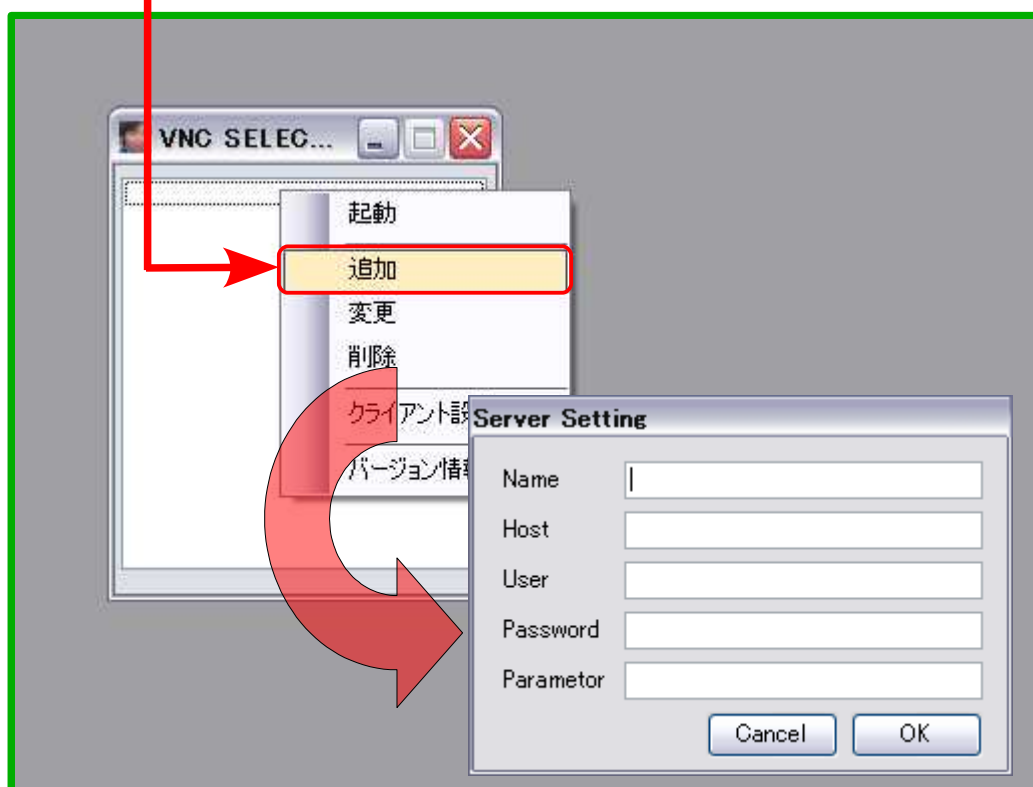 VNC SELEC...
起動
追加
変更
削除
クライアント設
バージョン情報
Server Setting
Name
Host
User
Password
Parametor
Cancel
OK